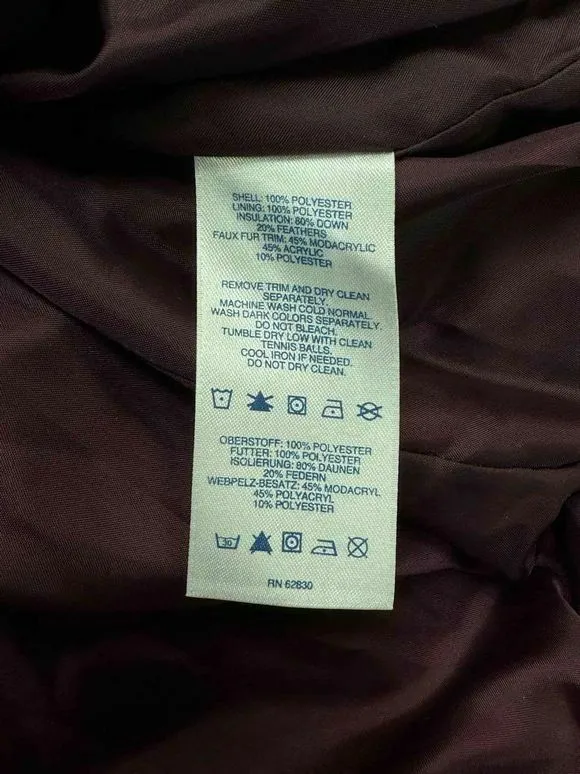 SHELL: 100% POLYESTER
LINING: 100% POLYESTER
INSULATION: 80% DOWN
20% FEATHERS
FAUX FUR TRIM: 45% MODACRYLIC
45% ACRYLIC
10% POLYESTER
REMOVE TRIM AND DRY CLEAN
SEPARATELY.
MACHINE WASH COLD NORMAL
WASH DARK COLORS SEPARATELY.
DO NOT BLEACH.
TUMBLE DRY LOW WITH CLEAN
TENNIS BALLS.
COOL IRON IF NEEDED.
DO NOT DRY CLEAN.
OBERSTOFF: 100% POLYESTER
FUTTER: 100% POLYESTER
ISOLIERUNG: 80% DAUNEN
20% FEDERN
WEBPELZ-BESATZ: 45% MODACRYL
45% POLYACRYL
10% POLYESTER
30
RN 62830